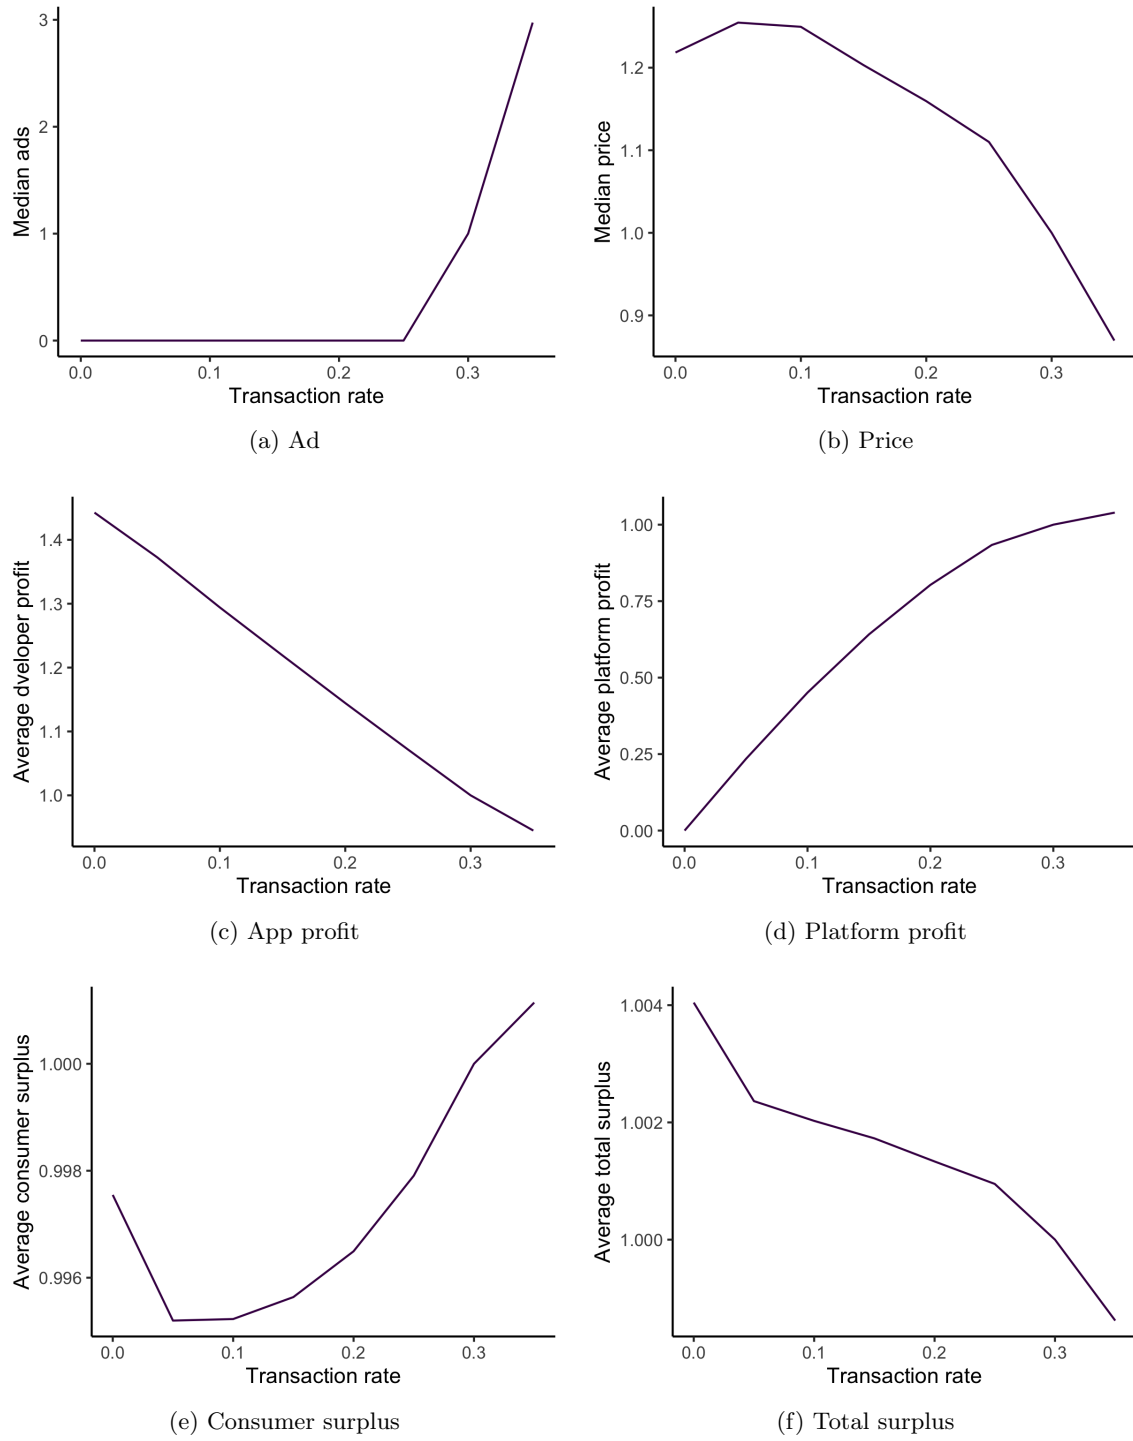 3
2
1
0
Median ads
0.0 0.1 0.2 0.3
Transaction rate
(a) Ad
1.2
1.1
1.0
0.9
Median price
0.0 0.1 0.2 0.3
Transaction rate
(b) Price
1.4
1.3
1.2
1.1
1.0
Average dveloper profit
0.0 0.1 0.2 0.3
Transaction rate
(c) App profit
1.00
0.75
0.50
0.25
0.00
Average platform profit
0.0 0.1 0.2 0.3
Transaction rate
(d) Platform profit
1.000
0.998
0.996
Average consumer surplus
0.0 0.1 0.2 0.3
Transaction rate
(e) Consumer surplus
1.004
1.002
1.000
Average total surplus
0.0 0.1 0.2 0.3
Transaction rate
(f) Total surplus